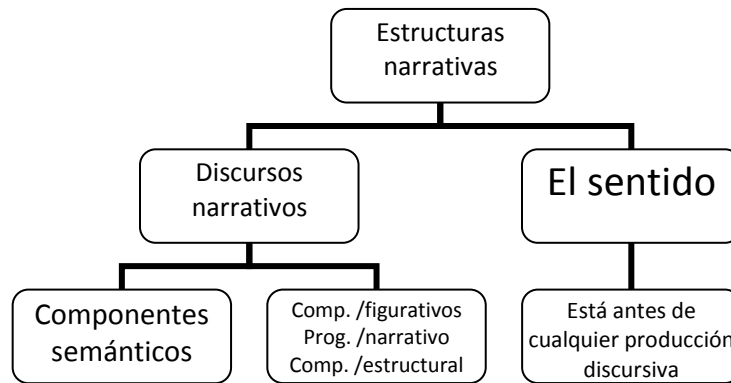 Estructuras
narrativas
Discursos
narrativos
El sentido
Componentes
semánticos
Comp. /figurativos
Prog. /narrativo
Comp. /estructural
Está antes de
cualquier producción
discursiva